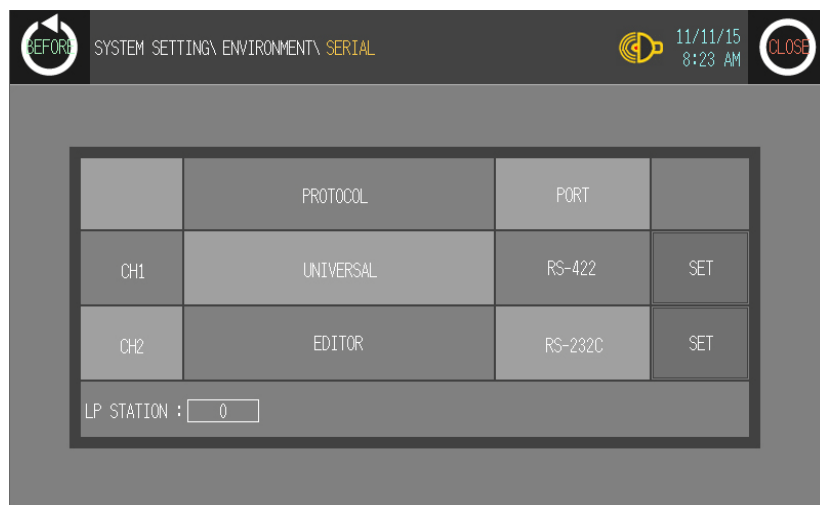 BEFORE
SYSTEM SETTING\ ENVIRONMENT\ SERIAL
11/11/15
8:23 AM
CLOSE
PROTOCOL PORT
CH1 UNIVERSAL RS-422 SET
CH2 EDITOR RS-232C SET
LP STATION : 0